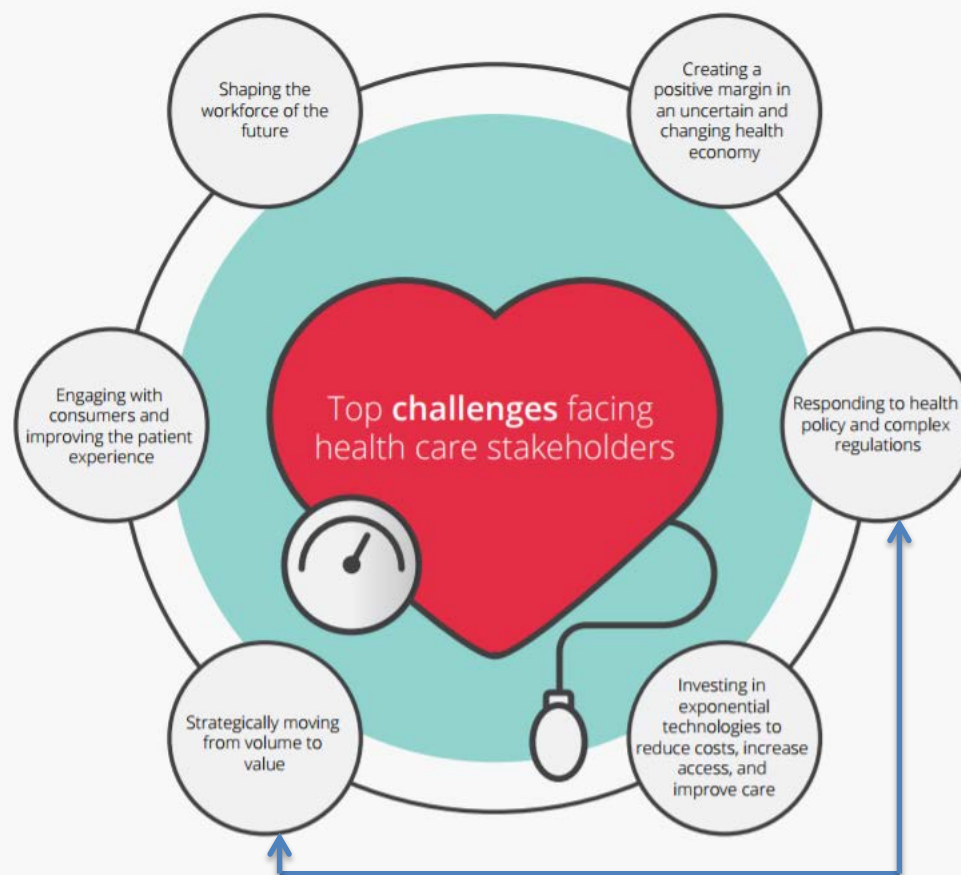 Shaping the
workforce of the
future
Creating a
positive margin in
an uncertain and
changing health
economy
Engaging with
consumers and
improving the patient
experience
Top challenges facing
health care stakeholders
Responding to health
policy and complex
regulations
Strategically moving
from volume to
value
Investing in
exponential
technologies to
reduce costs, increase
access, and
improve care